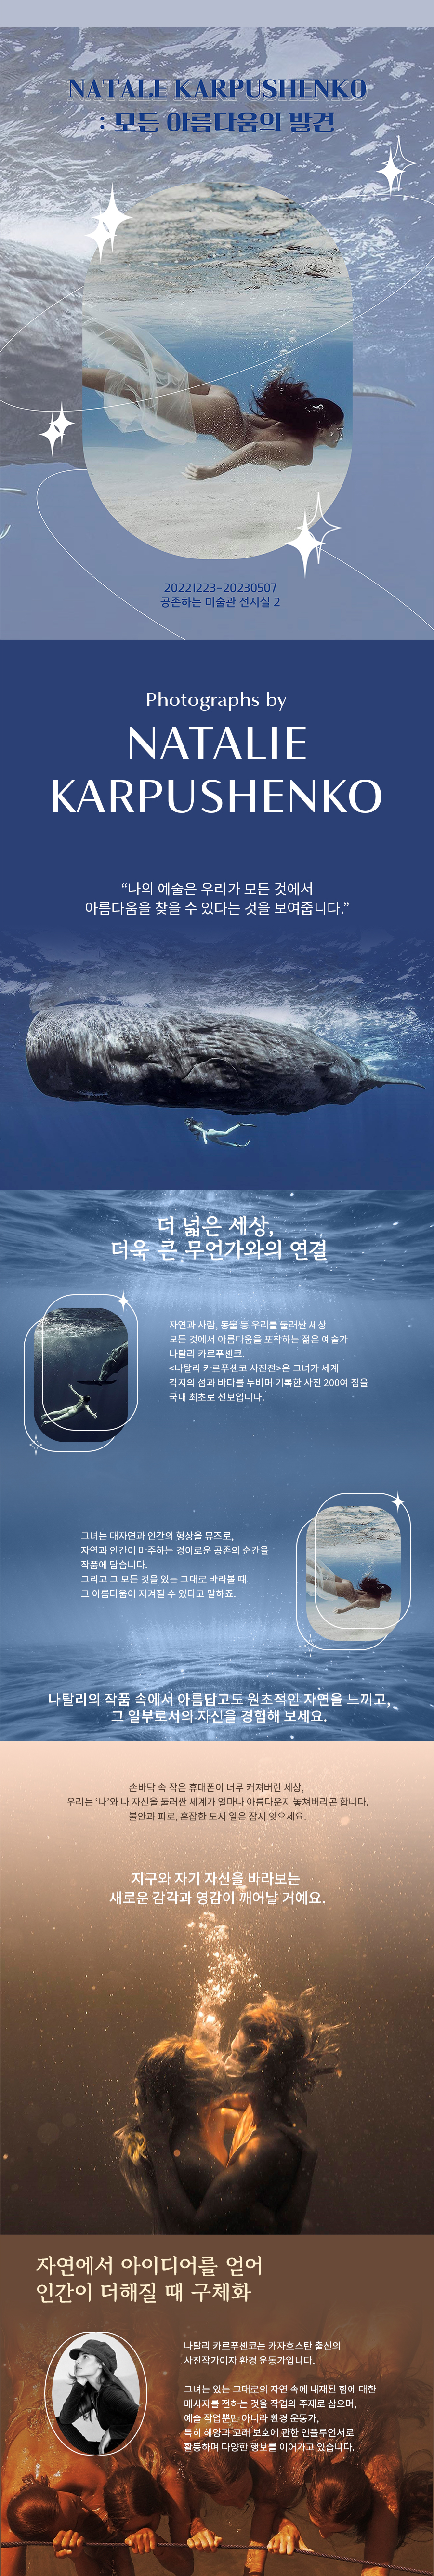 NATALE KARPUSHENKO
: 모든 아름다움의 발견
20221223-20230507
공존하는 미술관 전시실 2
Photographs by
NATALIE
KARPUSHENKO
“나의 예술은 우리가 모든 것에서
아름다움을 찾을 수 있다는 것을 보여줍니다.”
더 넓은 세상,
더욱 큰 무언가와의 연결
자연과 사람, 동물 등 우리를 둘러싼 세상
모든 것에서 아름다움을 포착하는 젊은 예술가
나탈리 카르푸셴코.
<나탈리 카르푸셴코 사진전>은 그녀가 세계
각지의 섬과 바다를 누비며 기록한 사진 200여 점을
국내 최초로 선보입니다.
그녀는 대자연과 인간의 형상을 뮤즈로,
자연과 인간이 마주하는 경이로운 공존의 순간을
작품에 담습니다.
그리고 그 모든 것을 있는 그대로 바라볼 때
그 아름다움이 지켜질 수 있다고 말하죠.
나탈리의 작품 속에서 아름답고도 원초적인 자연을 느끼고,
그 일부로서의 자신을 경험해 보세요.
손바닥 속 작은 휴대폰이 너무 커져버린 세상,
우리는 ‘나’와 나 자신을 둘러싼 세계가 얼마나 아름다운지 놓쳐버리곤 합니다.
불안과 피로, 혼잡한 도시 일은 잠시 잊으세요.
지구와 자기 자신을 바라보는
새로운 감각과 영감이 깨어날 거예요.
자연에서 아이디어를 얻어
인간이 더해질 때 구체화
나탈리 카르푸셴코는 카자흐스탄 출신의
사진작가이자 환경 운동가입니다.
그녀는 있는 그대로의 자연 속에 내재된 힘에 대한
메시지를 전하는 것을 작업의 주제로 삼으며,
예술 작업뿐만 아니라 환경 운동가,
특히 해양과 고래 보호에 관한 인플루언서로
활동하며 다양한 행보를 이어가고 있습니다.